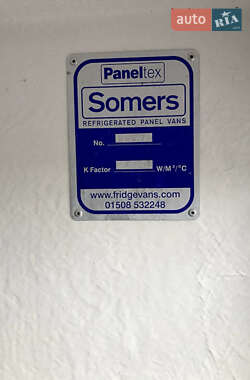 auto RIA
Paneltex
Somers
REFRIGERATED PANEL VANS
No.
K Factor W/M²/°C
www.fridgevans.com
01508 532248